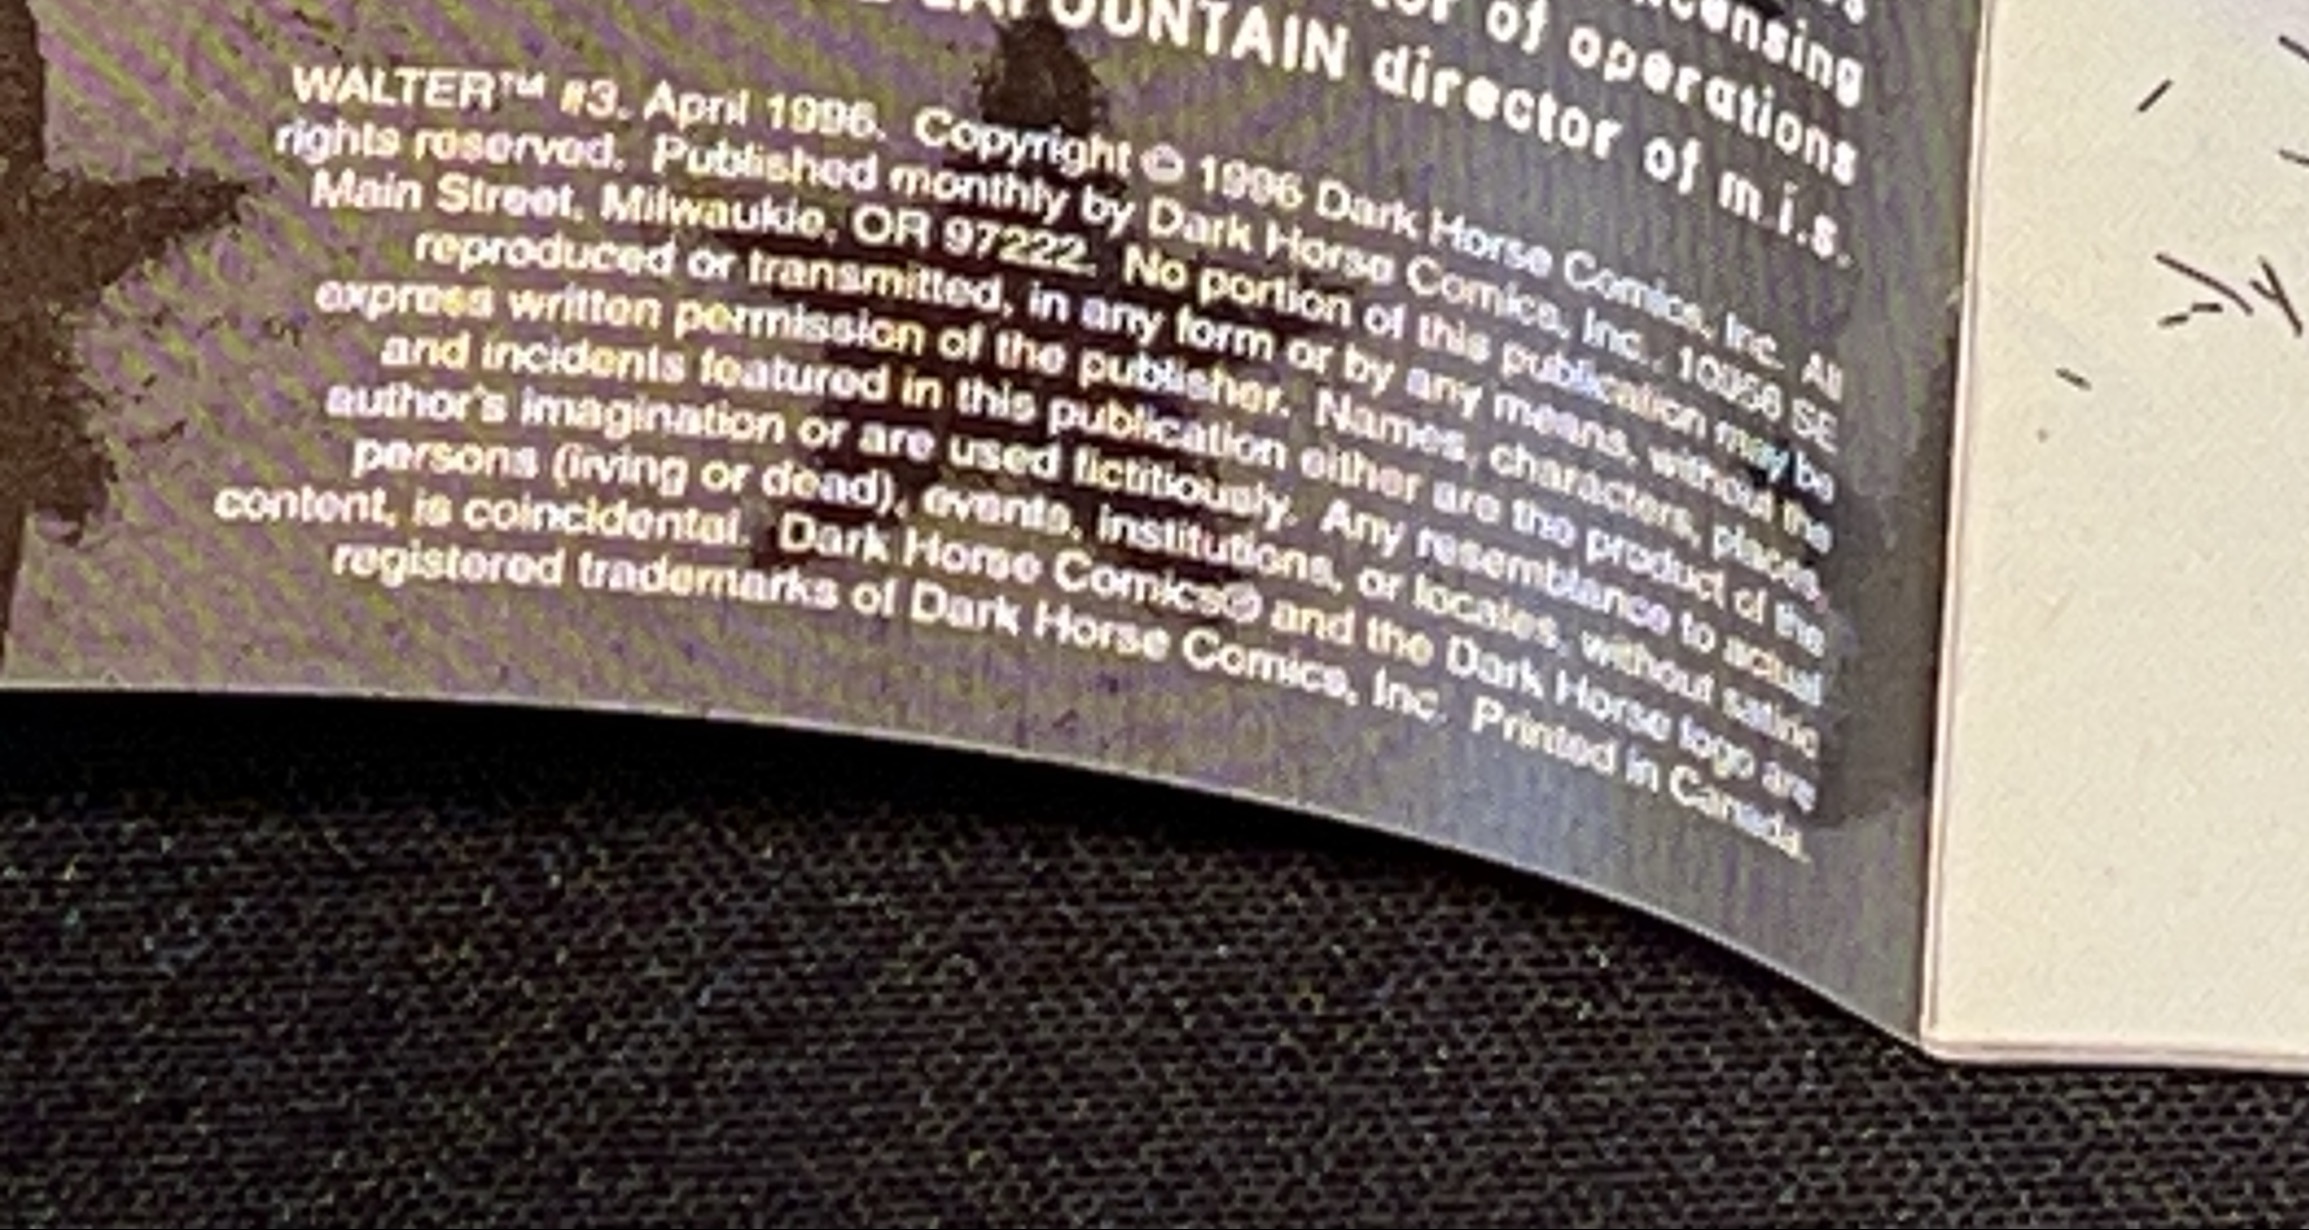 censing
of operations
LAFOUNTAIN director of m.i.s.
WALTER™ #3, April 1996. Copyright © 1996 Dark Horse Comics, Inc. All
rights reserved. Published monthly by Dark Horse Comics, Inc., 10956 SE
Main Street, Milwaukie, OR 97222. No portion of this publication may be
reproduced or transmitted, in any form or by any means, without the
express written permission of the publisher. Names, characters, places,
and incidents featured in this publication either are the product of the
author's imagination or are used fictitiously. Any resemblance to actual
persons (living or dead), events, institutions, or locales, without satiric
content, is coincidental. Dark Horse Comics® and the Dark Horse logo are
registered trademarks of Dark Horse Comics, Inc. Printed in Canada.